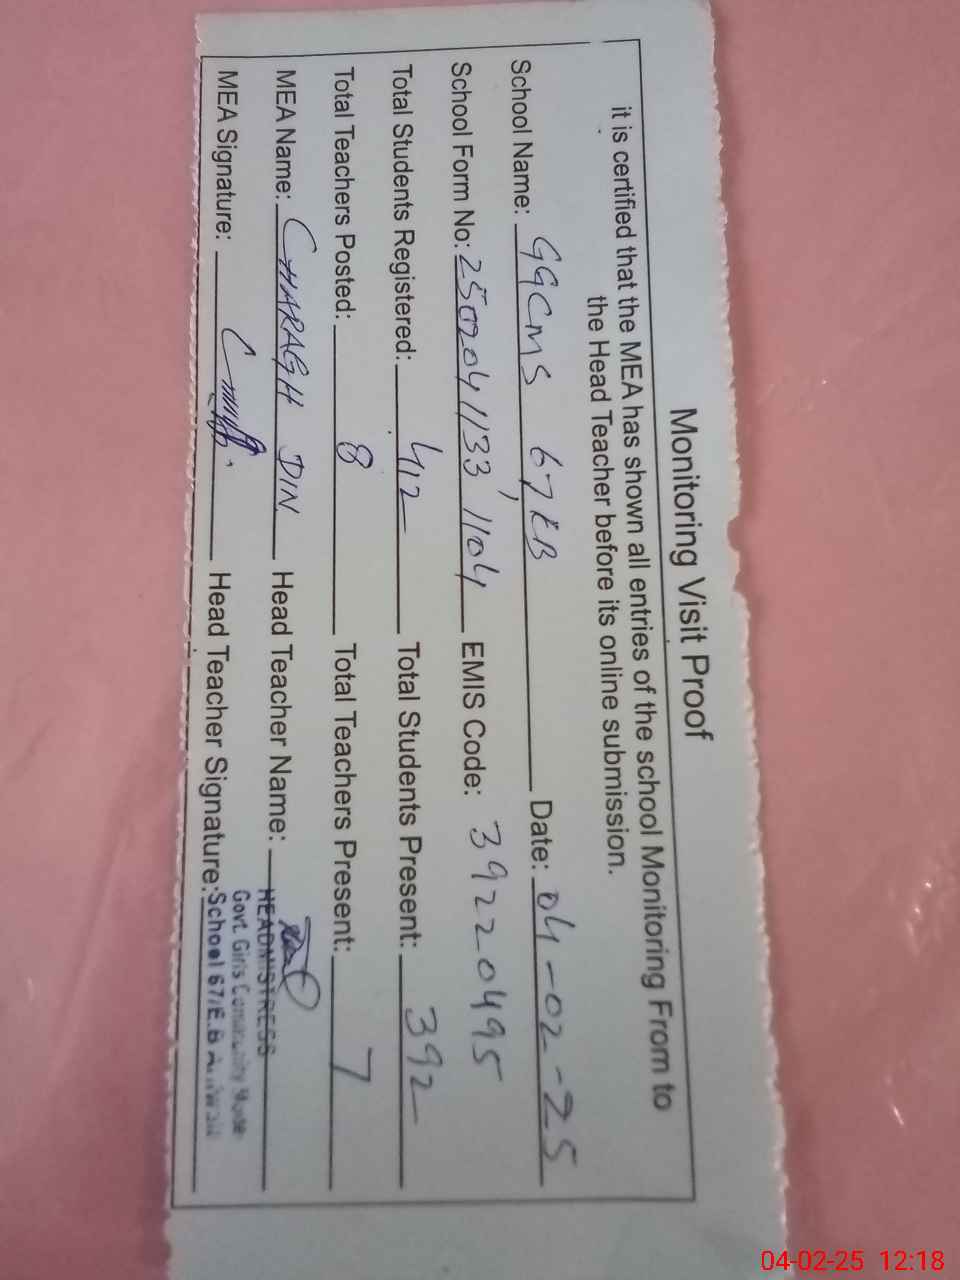 Monitoring Visit Proof
it is certified that the MEA has shown all entries of the school Monitoring From to
the Head Teacher before its online submission.
School Name: GGCMS 67EB Date: 04-02-25
School Form No: 25020411331104 EMIS Code: 39220495
Total Students Registered: 412 Total Students Present: 392
Total Teachers Posted: 8 Total Teachers Present: 7
MEA Name: CHARAGH DIN Head Teacher Name:
HEADMISTRESS
Govt. Girls Community Model
MEA Signature: Head Teacher Signature: School 67/E.B
04-02-25 12:18